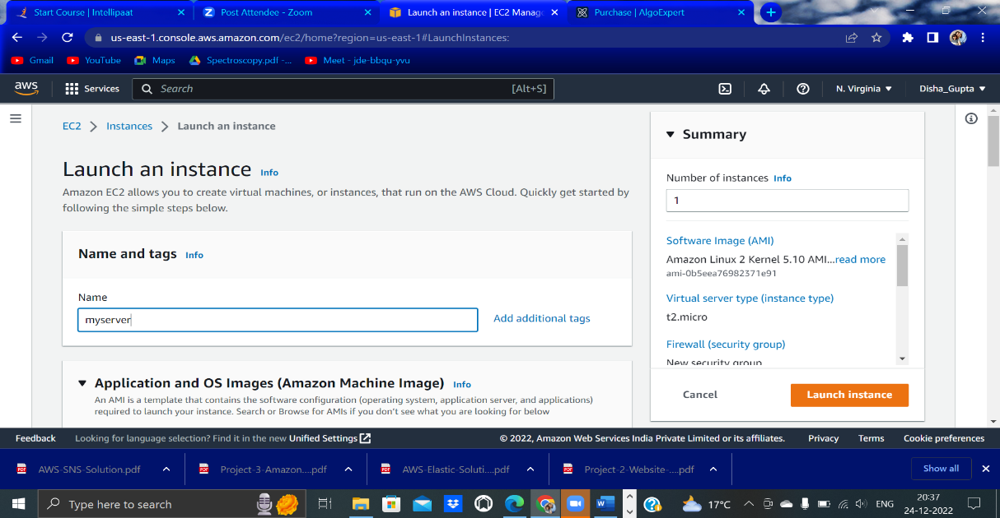 Start Course | Intellipaat
Post Attendee - Zoom
Launch an instance | EC2 Manage
Purchase | AlgoExpert
us-east-1.console.aws.amazon.com/ec2/home?region=us-east-1#LaunchInstances:
Gmail
YouTube
Maps
Spectroscopy.pdf -...
Meet - jde-bbqu-yvu
aws
Services
Search
[Alt+S]
N. Virginia
Disha_Gupta
EC2
Instances
Launch an instance
Launch an instance Info
Amazon EC2 allows you to create virtual machines, or instances, that run on the AWS Cloud. Quickly get started by
following the simple steps below.
Name and tags Info
Name
myserver
Add additional tags
Application and OS Images (Amazon Machine Image) Info
An AMI is a template that contains the software configuration (operating system, application server, and applications)
required to launch your instance. Search or Browse for AMIs if you don't see what you are looking for below
Summary
Number of instances Info
1
Software Image (AMI)
Amazon Linux 2 Kernel 5.10 AMI...read more
ami-0b5eea76982371e91
Virtual server type (instance type)
t2.micro
Firewall (security group)
New security group
Cancel
Launch instance
Feedback
Looking for language selection? Find it in the new Unified Settings
© 2022, Amazon Web Services India Private Limited or its affiliates.
Privacy
Terms
Cookie preferences
AWS-SNS-Solution.pdf
Project-3-Amazon....pdf
AWS-Elastic-Soluti....pdf
Project-2-Website-....pdf
Show all
Type here to search
17°C
ENG
20:37
24-12-2022